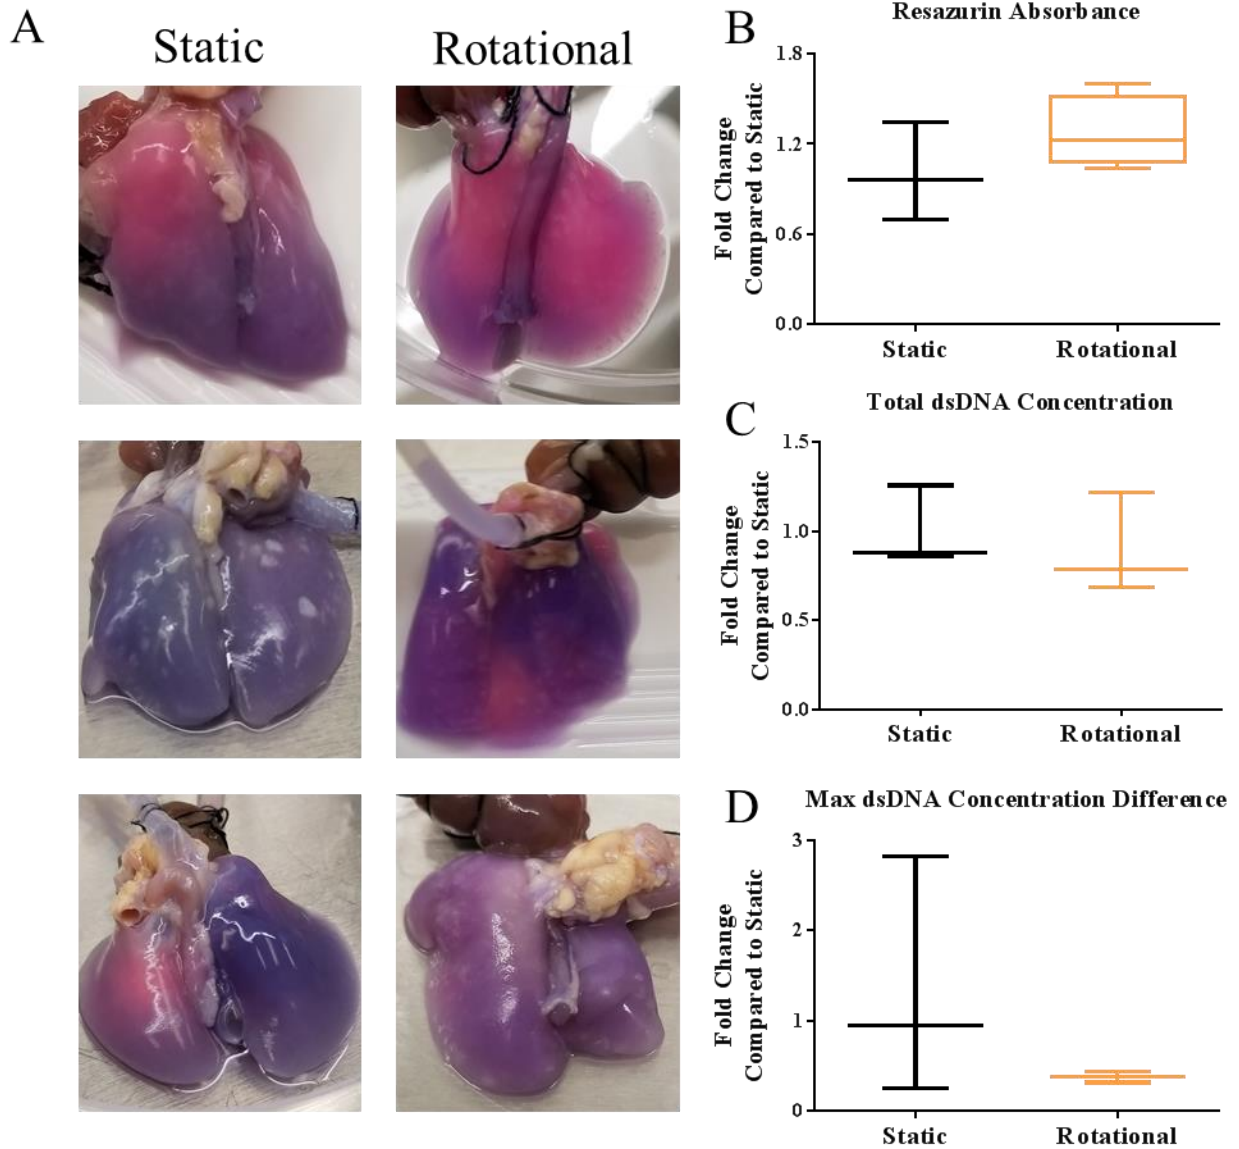 A
Static
Rotational
B
Resazurin Absorbance
Fold Change
Compared to Static
1.8
1.2
0.6
0.0
Static
Rotational
C
Total dsDNA Concentration
Fold Change
Compared to Static
1.5
1.0
0.5
0.0
Static
Rotational
D
Max dsDNA Concentration Difference
Fold Change
Compared to Static
3
2
1
0
Static
Rotational